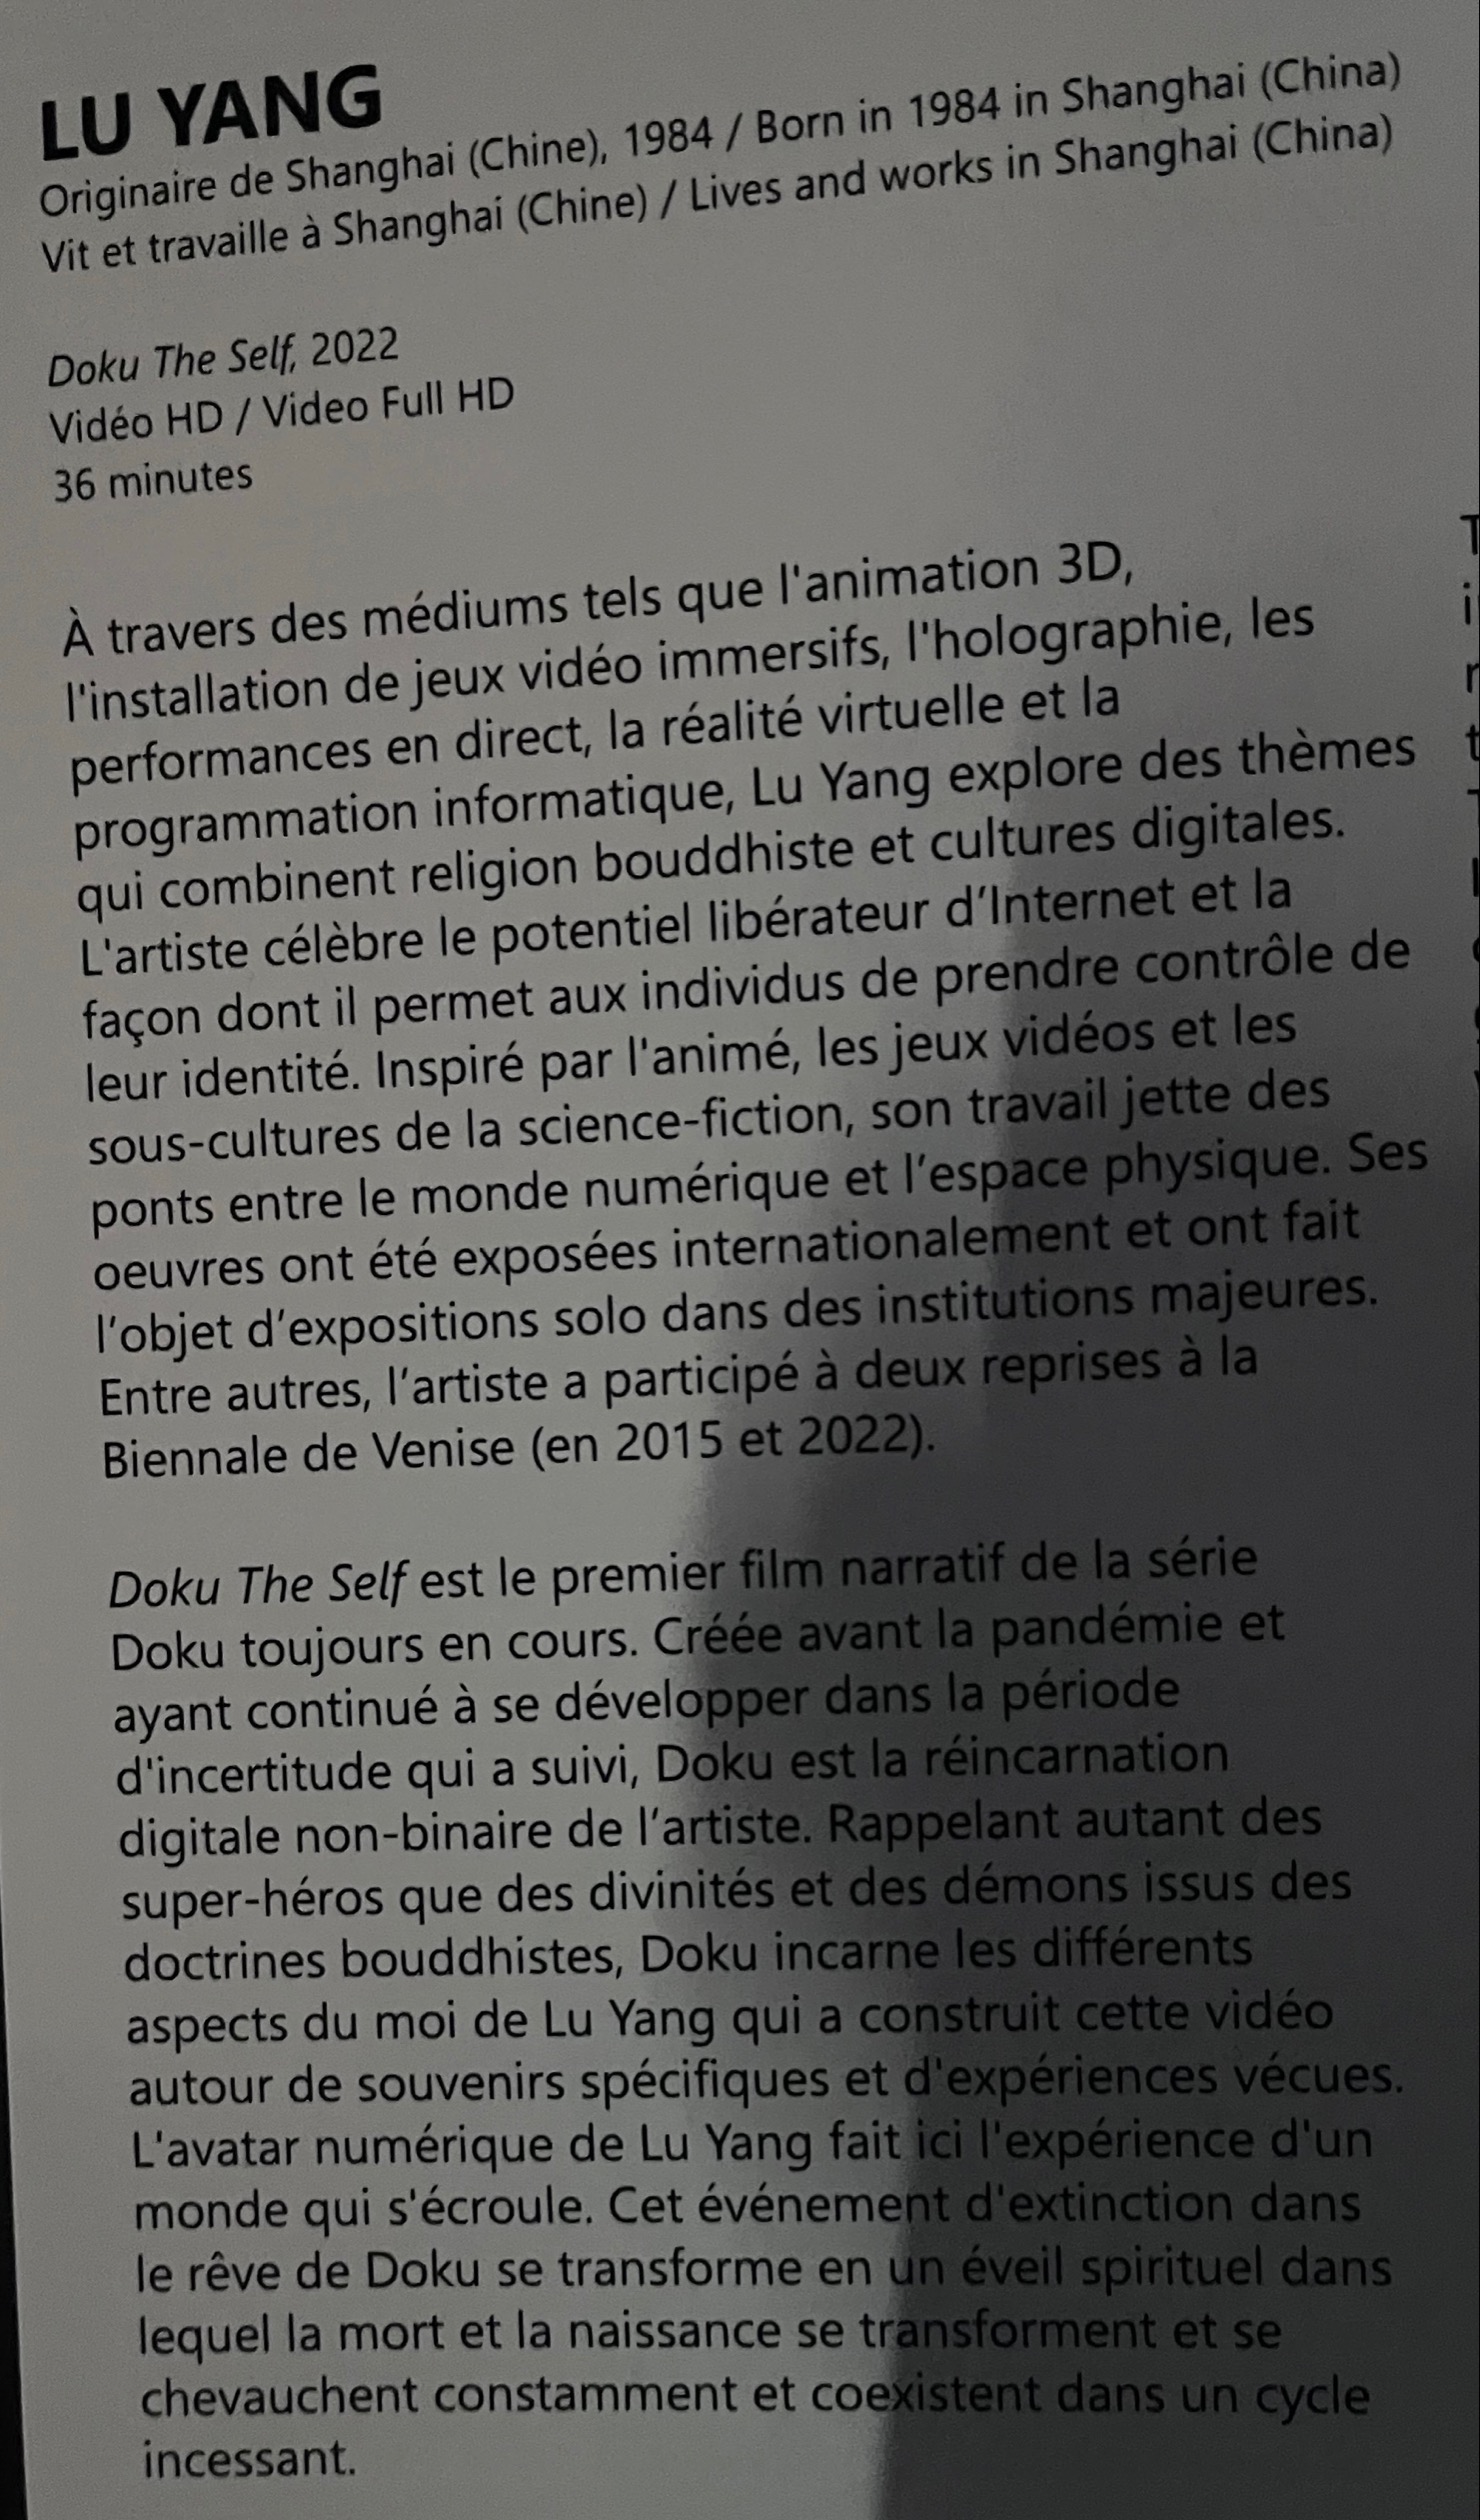 LU YANG
Originaire de Shanghai (Chine), 1984 / Born in 1984 in Shanghai (China)
Vit et travaille à Shanghai (Chine) / Lives and works in Shanghai (China)
Doku The Self, 2022
Vidéo HD / Video Full HD
36 minutes
À travers des médiums tels que l'animation 3D,
l'installation de jeux vidéo immersifs, l'holographie, les
performances en direct, la réalité virtuelle et la
programmation informatique, Lu Yang explore des thèmes
qui combinent religion bouddhiste et cultures digitales.
L'artiste célèbre le potentiel libérateur d’Internet et la
façon dont il permet aux individus de prendre contrôle de
leur identité. Inspiré par l'animé, les jeux vidéos et les
sous-cultures de la science-fiction, son travail jette des
ponts entre le monde numérique et l’espace physique. Ses
oeuvres ont été exposées internationalement et ont fait
l’objet d’expositions solo dans des institutions majeures.
Entre autres, l’artiste a participé à deux reprises à la
Biennale de Venise (en 2015 et 2022).
Doku The Self est le premier film narratif de la série
Doku toujours en cours. Créée avant la pandémie et
ayant continué à se développer dans la période
d'incertitude qui a suivi, Doku est la réincarnation
digitale non-binaire de l’artiste. Rappelant autant des
super-héros que des divinités et des démons issus des
doctrines bouddhistes, Doku incarne les différents
aspects du moi de Lu Yang qui a construit cette vidéo
autour de souvenirs spécifiques et d'expériences vécues.
L'avatar numérique de Lu Yang fait ici l'expérience d'un
monde qui s'écroule. Cet événement d'extinction dans
le rêve de Doku se transforme en un éveil spirituel dans
lequel la mort et la naissance se transforment et se
chevauchent constamment et coexistent dans un cycle
incessant.